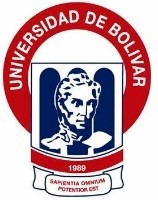 UNIVERSIDAD DE BOLIVAR
1989
SAPIENTIA OMNIUM
POTENTIOR EST